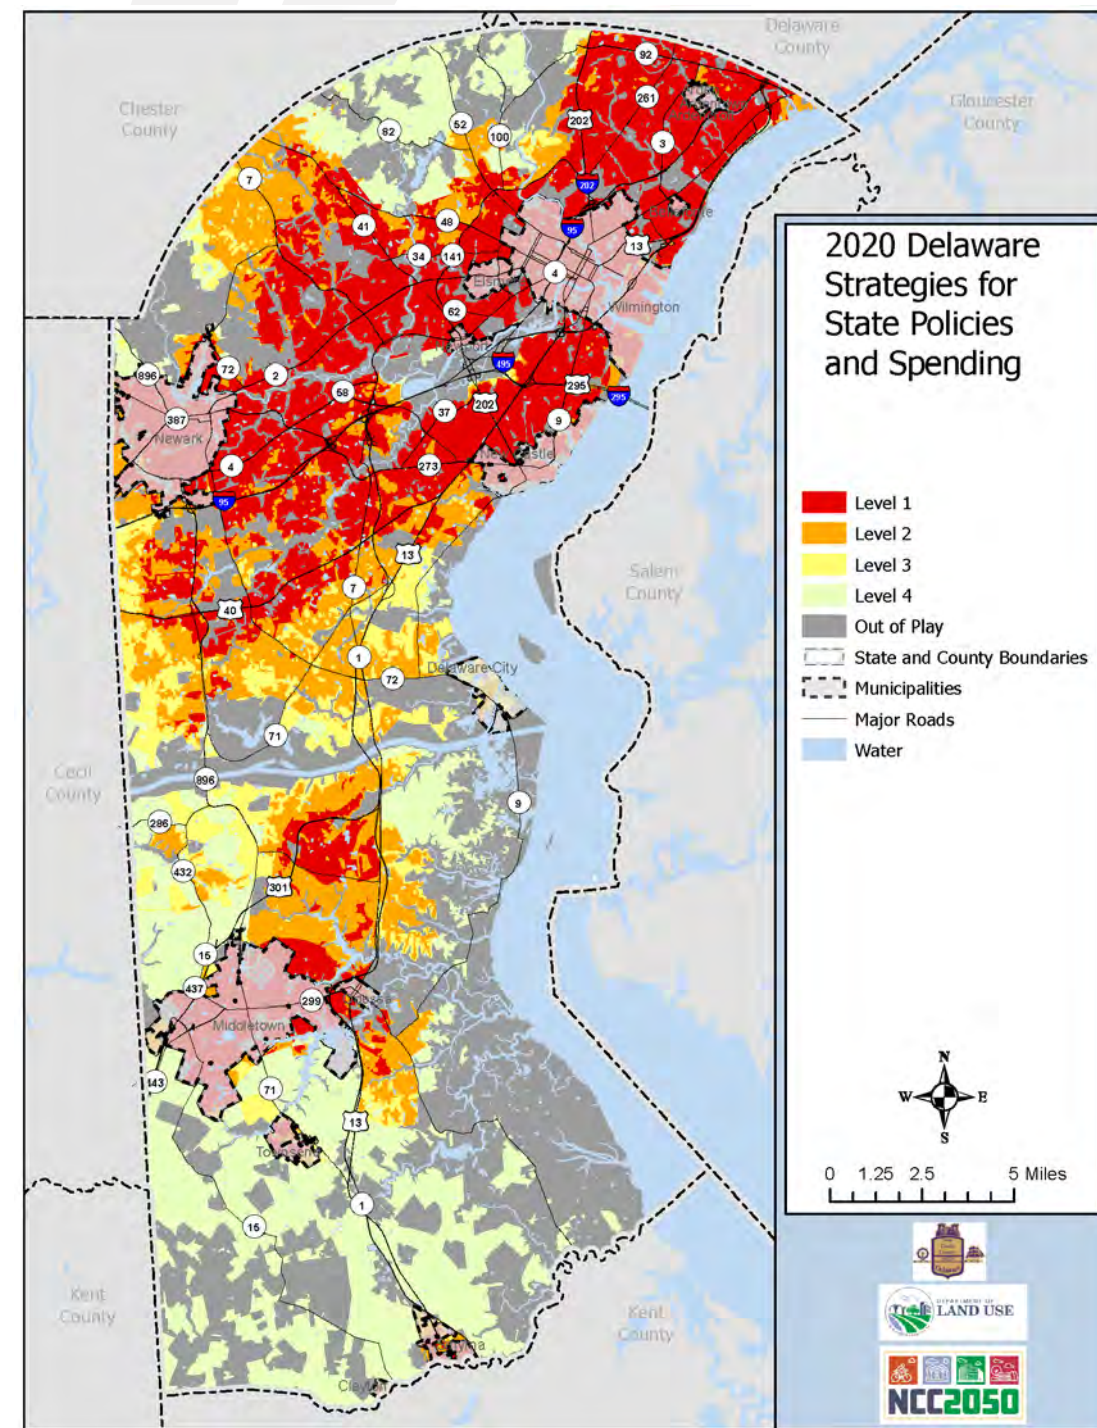 Delaware
County
Chester
County
Gloucester
County
92
261
52
82
100
202
3
7
202
41
48
95
34
141
13
4
Wilmington
62
896
72
2
495
58
295
295
37
202
9
387
Newark
4
273
95
13
7
40
Salem
County
1
Delaware City
72
71
Cecil
County
896
9
286
432
301
15
437
299
Middletown
443
71
13
Townsend
1
15
Kent
County
Kent
County
Clayton
2020 Delaware
Strategies for
State Policies
and Spending
Level 1
Level 2
Level 3
Level 4
Out of Play
State and County Boundaries
Municipalities
Major Roads
Water
N
W E
S
0 1.25 2.5 5 Miles
DEPARTMENT OF
LAND USE
NCC2050